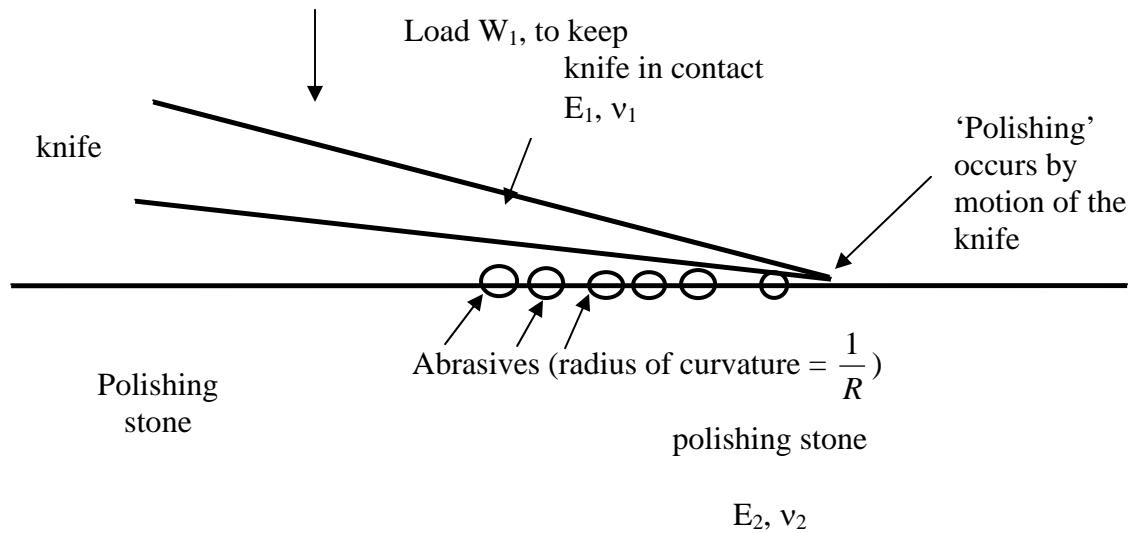 Load W₁, to keep
knife in contact
E₁, ν₁
knife
‘Polishing’
occurs by
motion of the
knife
Abrasives (radius of curvature = 1/R)
Polishing
stone
polishing stone
E₂, ν₂